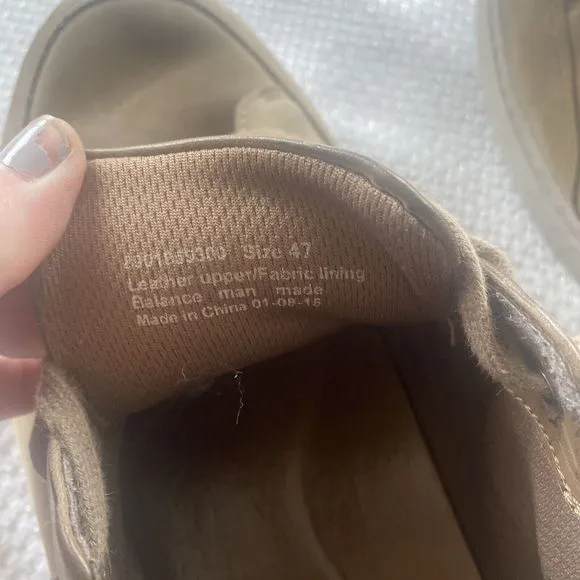 Size 47
Leather upper/Fabric lining
Balance man made
Made in China 01-08-16